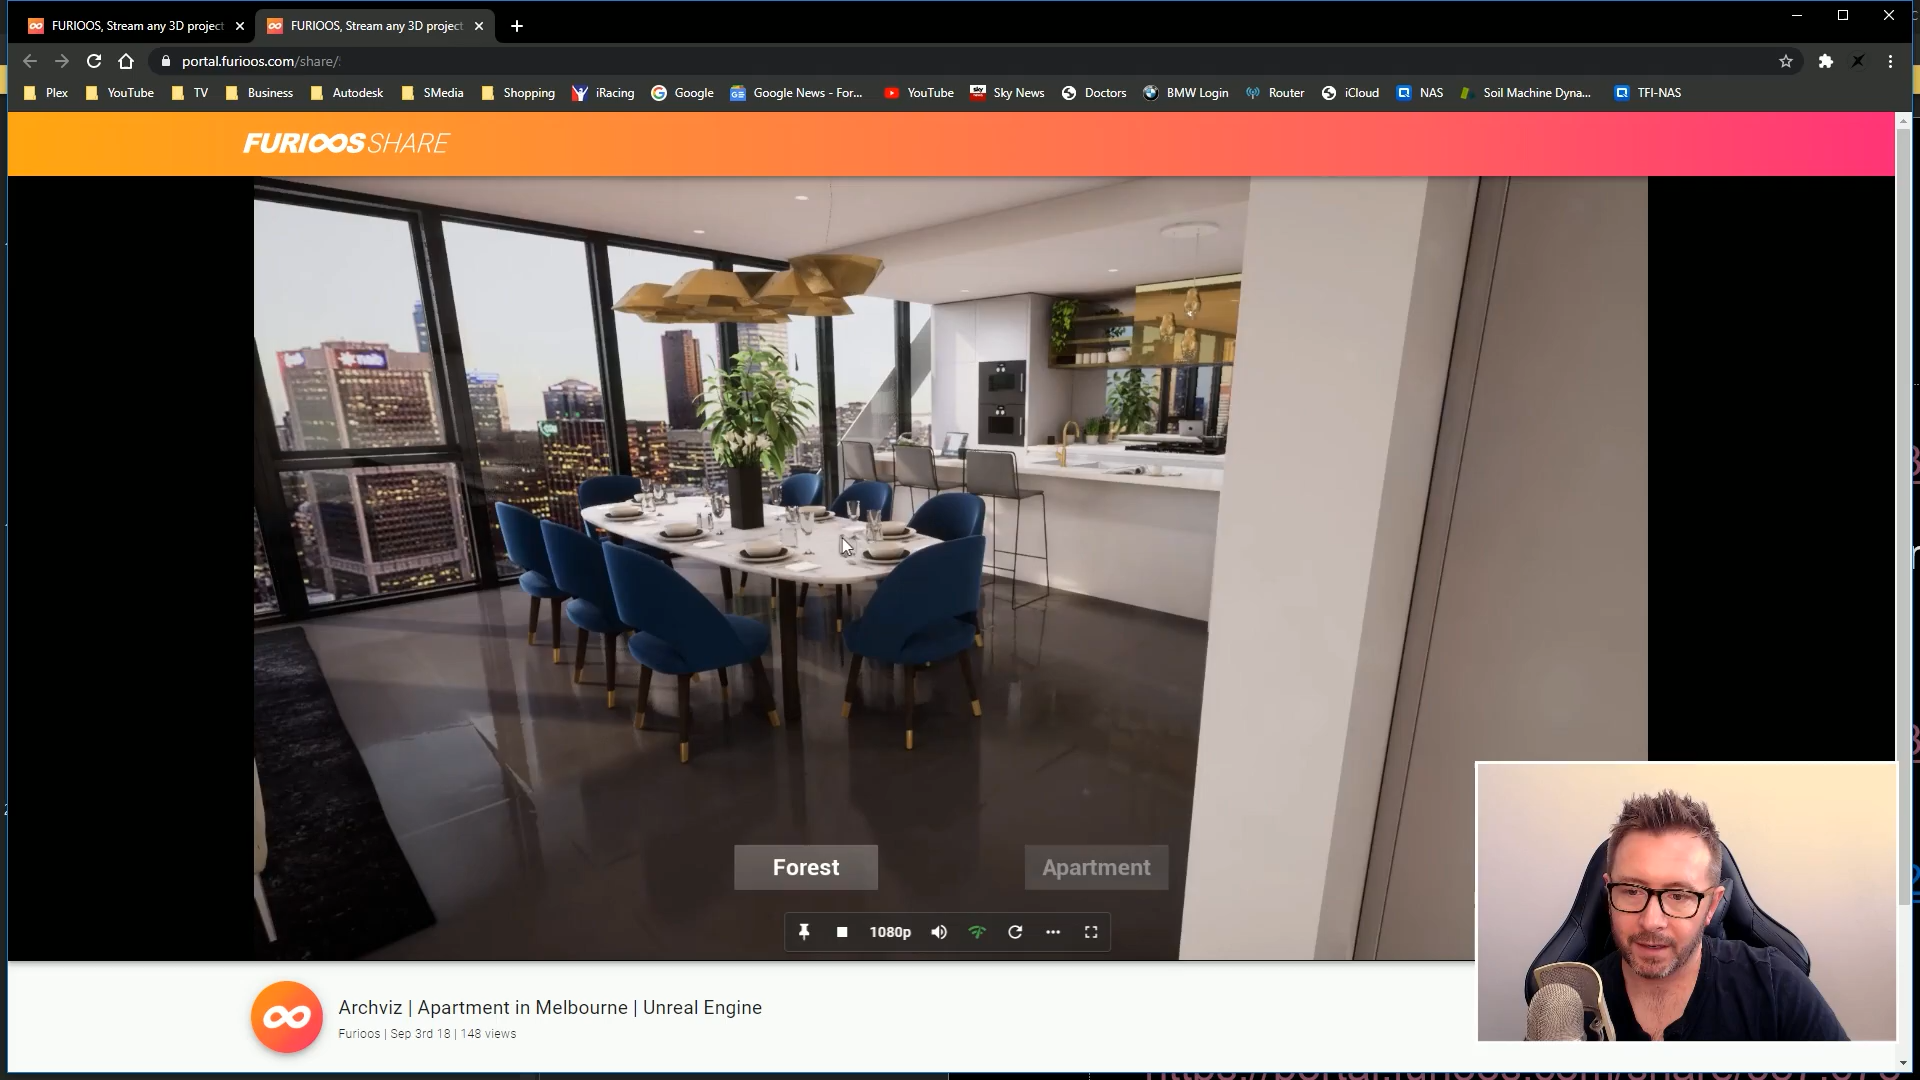 FURIOOS, Stream any 3D project
FURIOOS, Stream any 3D project
portal.furioos.com/share/
Plex
YouTube
TV
Business
Autodesk
SMedia
Shopping
iRacing
Google
Google News - For...
YouTube
Sky News
Doctors
BMW Login
Router
iCloud
NAS
Soil Machine Dyna...
TFI-NAS
FURIOOS SHARE
Forest
Apartment
1080p
Archviz | Apartment in Melbourne | Unreal Engine
Furioos | Sep 3rd 18 | 148 views